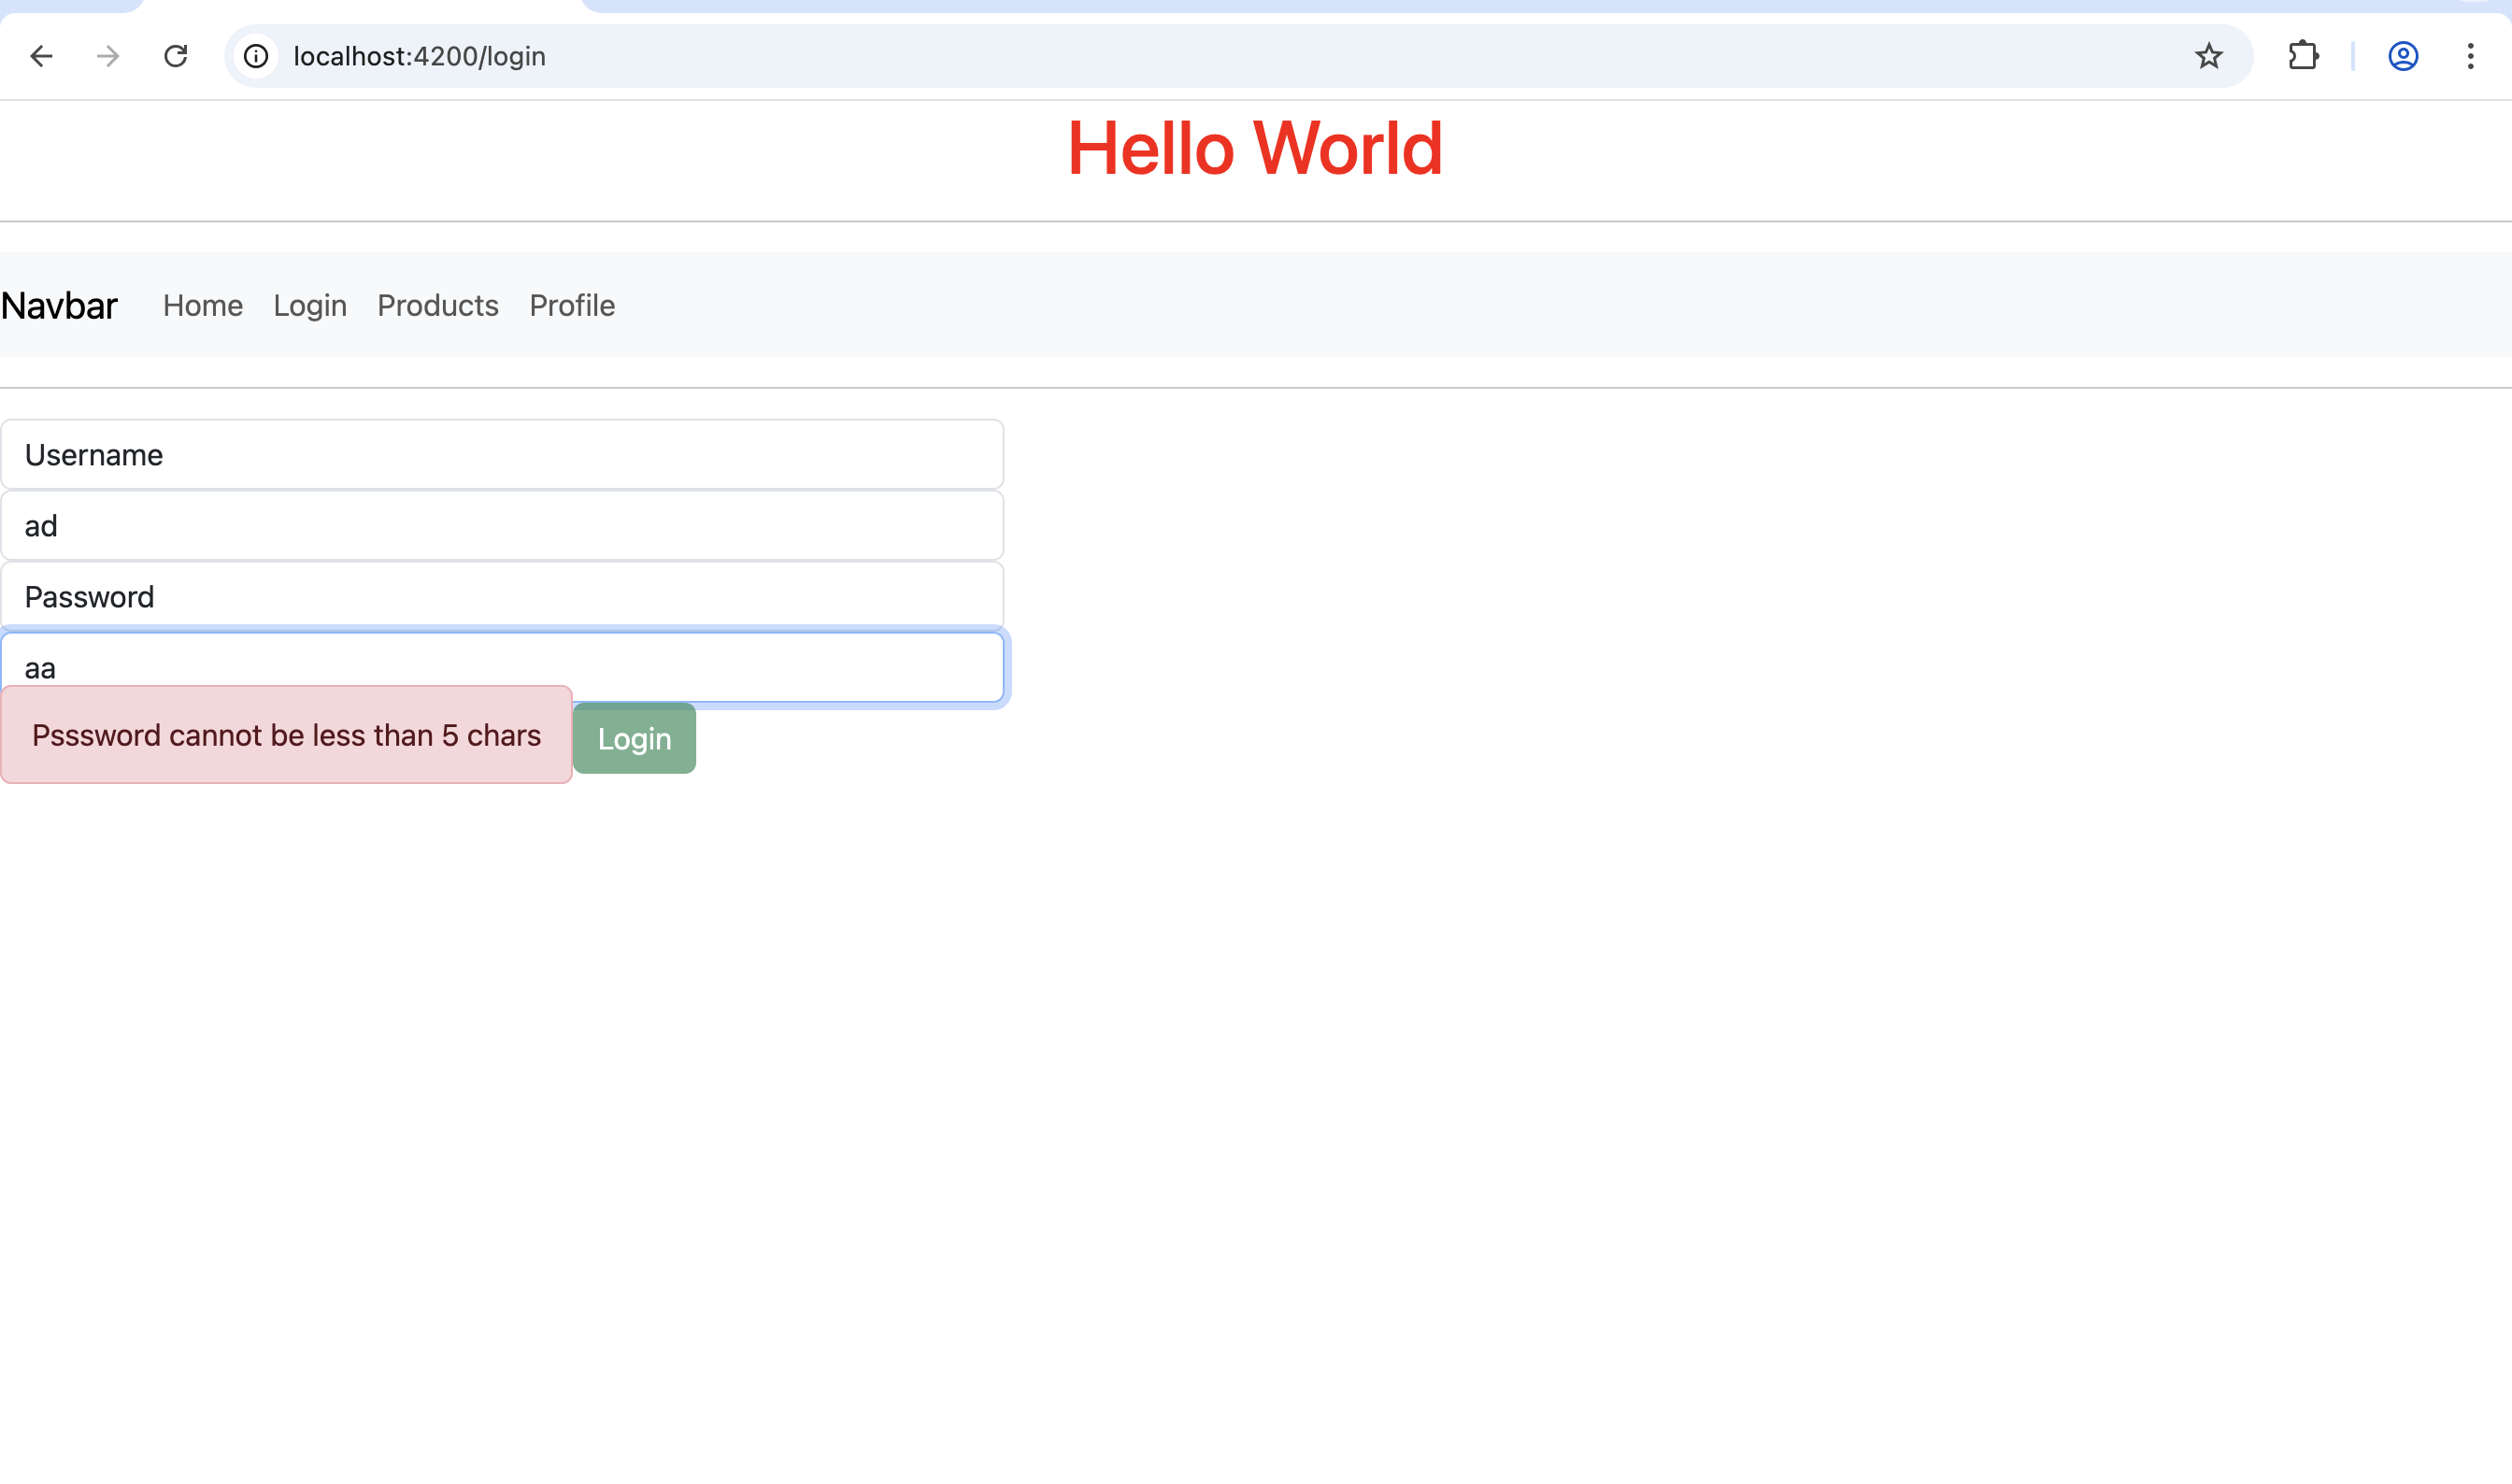 localhost:4200/login
Hello World
Navbar Home Login Products Profile
Username
ad
Password
aa
Psssword cannot be less than 5 chars Login